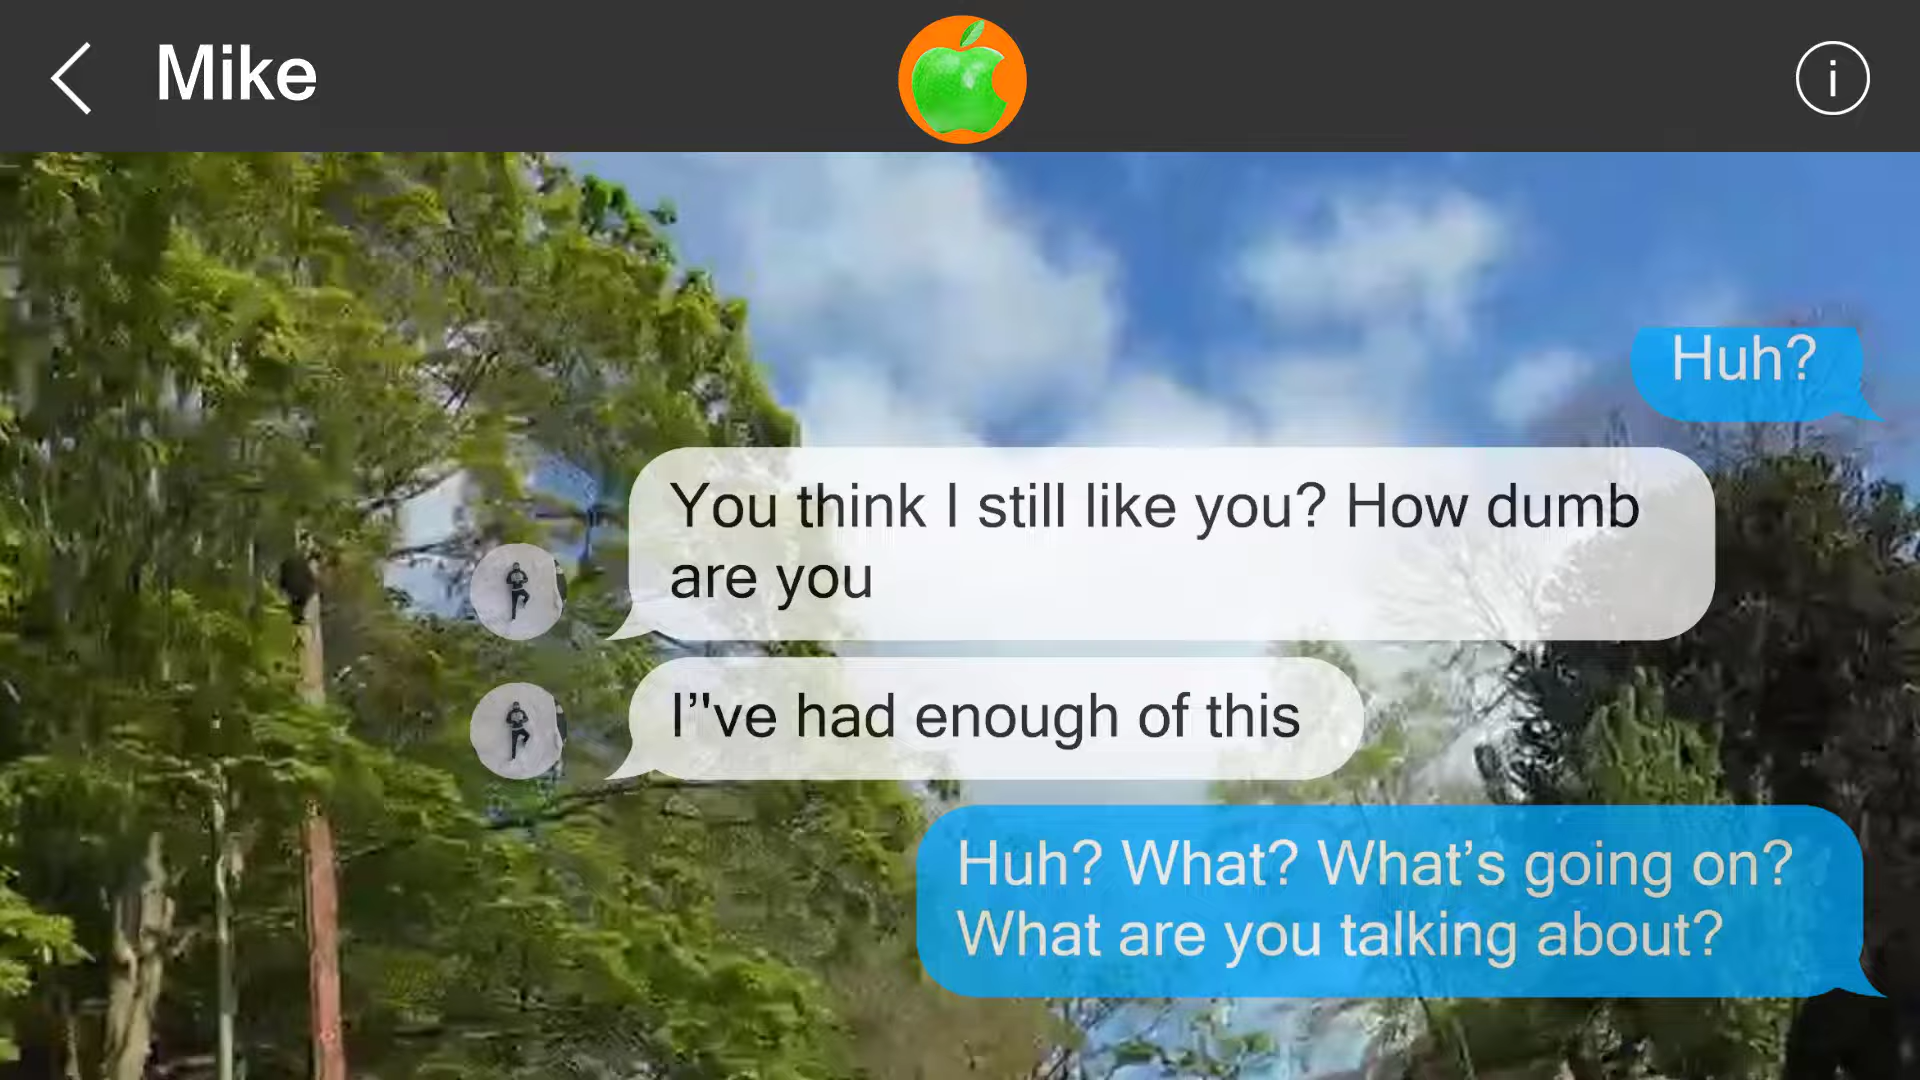 Mike
Huh?
You think I still like you? How dumb
are you
I’'ve had enough of this
Huh? What? What’s going on?
What are you talking about?